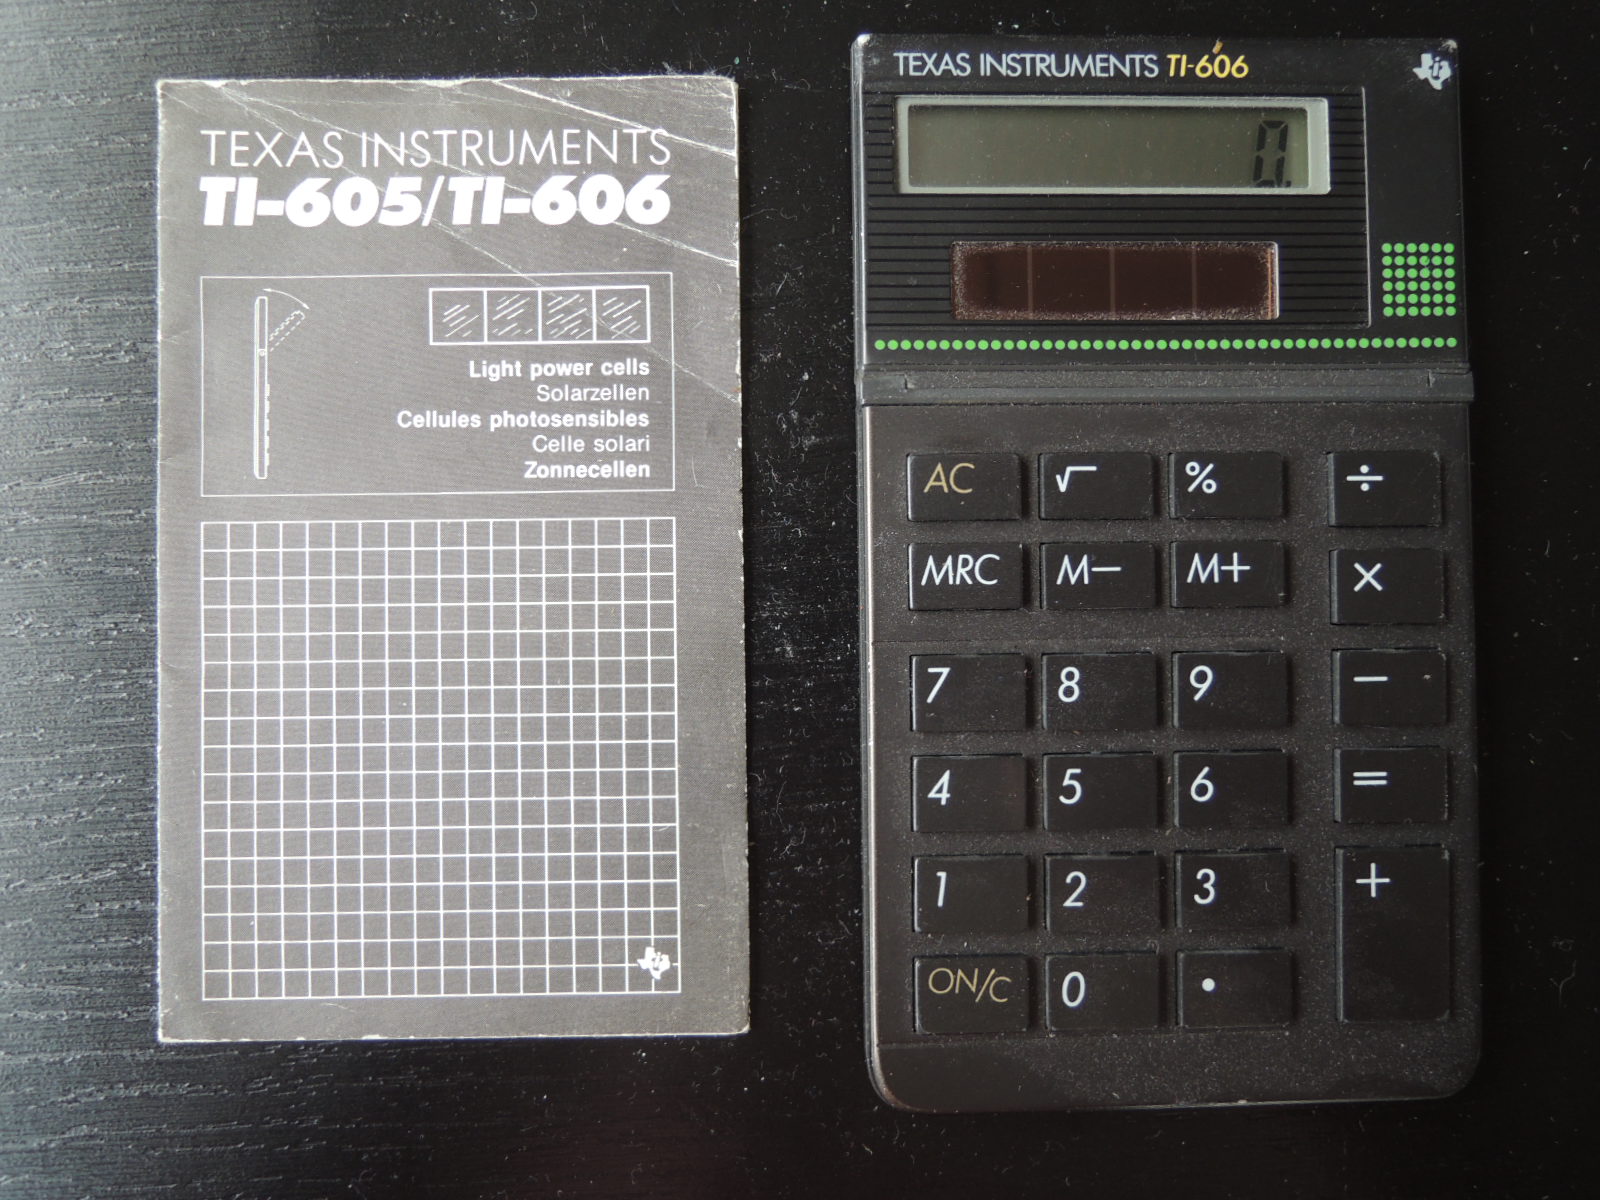 TEXAS INSTRUMENTS
TI-605/TI-606
Light power cells
Solarzellen
Cellules photosensibles
Celle solari
Zonnecellen
TEXAS INSTRUMENTS TI-606
0.
AC √ % ÷
MRC M− M+ ×
7 8 9 −
4 5 6 =
1 2 3 +
ON/C 0 .